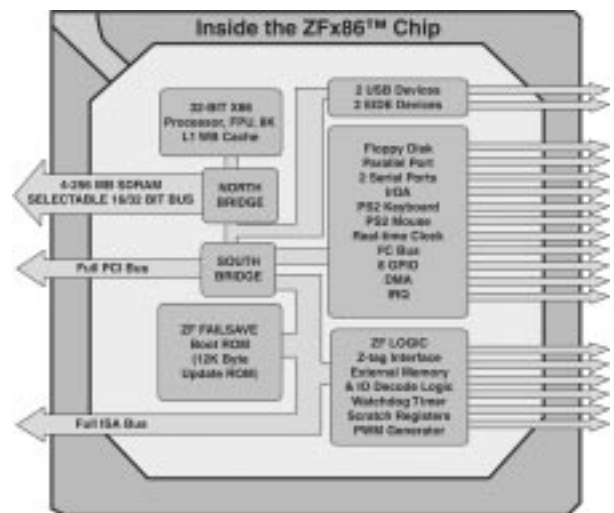 Inside the ZFx86™ Chip
32-BIT X86
Processor, FPU, 8K
L1 WB Cache
2 USB Devices
2 EIDE Devices
4-256 MB SDRAM
SELECTABLE 16/32 BIT BUS
NORTH
BRIDGE
Floppy Disk
Parallel Port
2 Serial Ports
IrDA
PS2 Keyboard
PS2 Mouse
Real-time Clock
I²C Bus
8 GPIO
DMA
IRQ
Full PCI Bus
SOUTH
BRIDGE
ZF FAILSAVE
Boot ROM
(12K Byte
Update ROM)
ZF LOGIC
Z-tag Interface
External Memory
& IO Decode Logic
Watchdog Timer
Scratch Registers
PWM Generator
Full ISA Bus